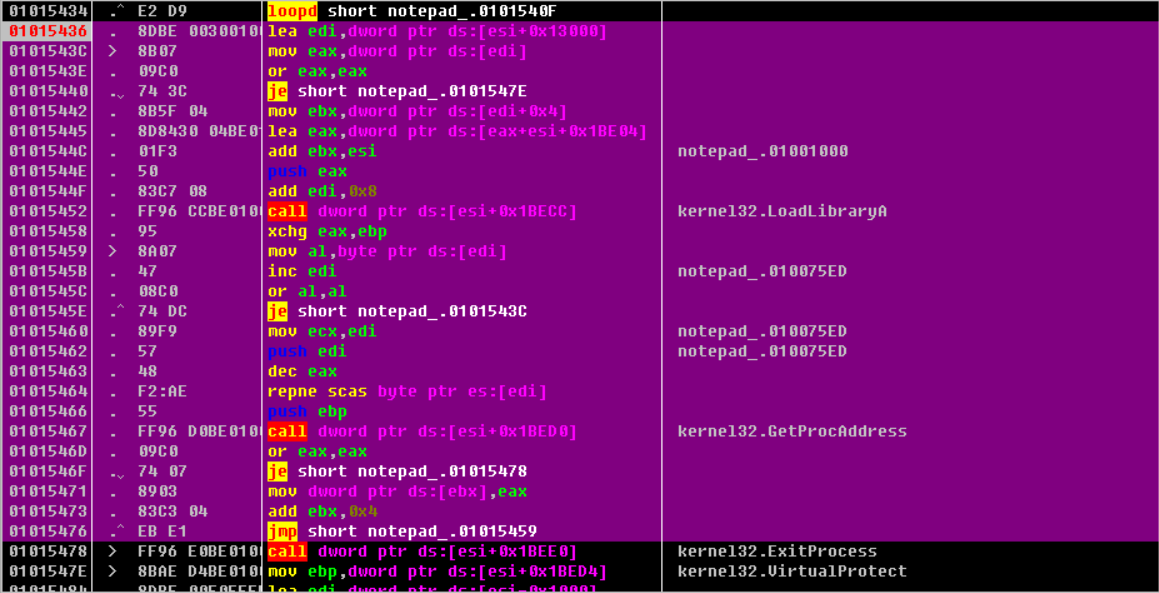 01015434 .^ E2 D9 loopd short notepad_.0101540F
01015436 . 8DBE 00300100 lea edi,dword ptr ds:[esi+0x13000]
0101543C > 8B07 mov eax,dword ptr ds:[edi]
0101543E . 09C0 or eax,eax
01015440 .v 74 3C je short notepad_.0101547E
01015442 . 8B5F 04 mov ebx,dword ptr ds:[edi+0x4]
01015445 . 8D8430 04BE01 lea eax,dword ptr ds:[eax+esi+0x1BE04]
0101544C . 01F3 add ebx,esi notepad_.01001000
0101544E . 50 push eax
0101544F . 83C7 08 add edi,0x8
01015452 . FF96 CCBE0100 call dword ptr ds:[esi+0x1BECC] kernel32.LoadLibraryA
01015458 . 95 xchg eax,ebp
01015459 > 8A07 mov al,byte ptr ds:[edi]
0101545B . 47 inc edi notepad_.010075ED
0101545C . 08C0 or al,al
0101545E .^ 74 DC je short notepad_.0101543C
01015460 . 89F9 mov ecx,edi notepad_.010075ED
01015462 . 57 push edi notepad_.010075ED
01015463 . 48 dec eax
01015464 . F2:AE repne scas byte ptr es:[edi]
01015466 . 55 push ebp
01015467 . FF96 D0BE0100 call dword ptr ds:[esi+0x1BED0] kernel32.GetProcAddress
0101546D . 09C0 or eax,eax
0101546F .v 74 07 je short notepad_.01015478
01015471 . 8903 mov dword ptr ds:[ebx],eax
01015473 . 83C3 04 add ebx,0x4
01015476 .^ EB E1 jmp short notepad_.01015459
01015478 > FF96 E0BE0100 call dword ptr ds:[esi+0x1BEE0] kernel32.ExitProcess
0101547E > 8BAE D4BE0100 mov ebp,dword ptr ds:[esi+0x1BED4] kernel32.VirtualProtect